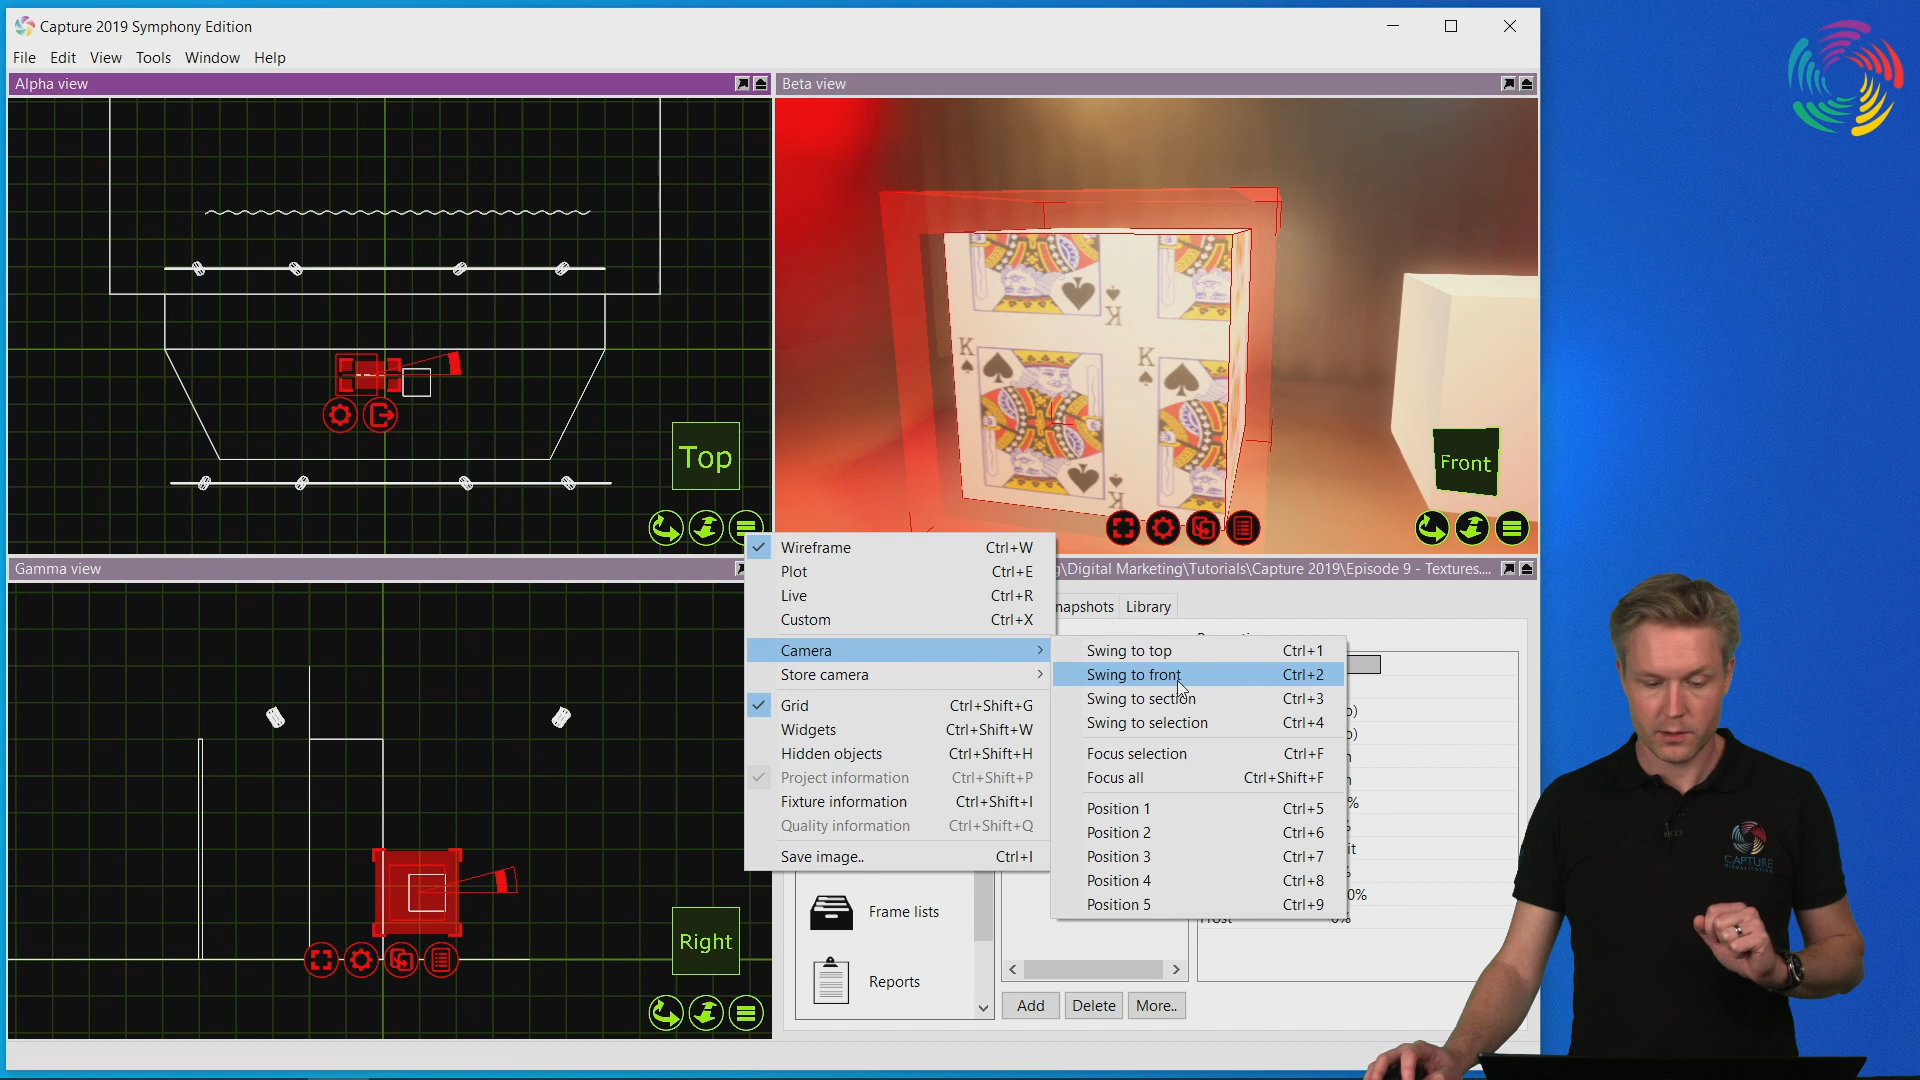 Capture 2019 Symphony Edition
File Edit View Tools Window Help
Alpha view
Beta view
Top
Front
K
K
K
K
Gamma view
\Digital Marketing\Tutorials\Capture 2019\Episode 9 - Textures....
Library
Wireframe Ctrl+W
Plot Ctrl+E
Live Ctrl+R
Custom Ctrl+X
Camera
Store camera
Grid Ctrl+Shift+G
Widgets Ctrl+Shift+W
Hidden objects Ctrl+Shift+H
Project information Ctrl+Shift+P
Fixture information Ctrl+Shift+I
Quality information Ctrl+Shift+Q
Save image.. Ctrl+I
Swing to top Ctrl+1
Swing to front Ctrl+2
Swing to section Ctrl+3
Swing to selection Ctrl+4
Focus selection Ctrl+F
Focus all Ctrl+Shift+F
Position 1 Ctrl+5
Position 2 Ctrl+6
Position 3 Ctrl+7
Position 4 Ctrl+8
Position 5 Ctrl+9
Right
Frame lists
Reports
Add Delete More..
CAPTURE